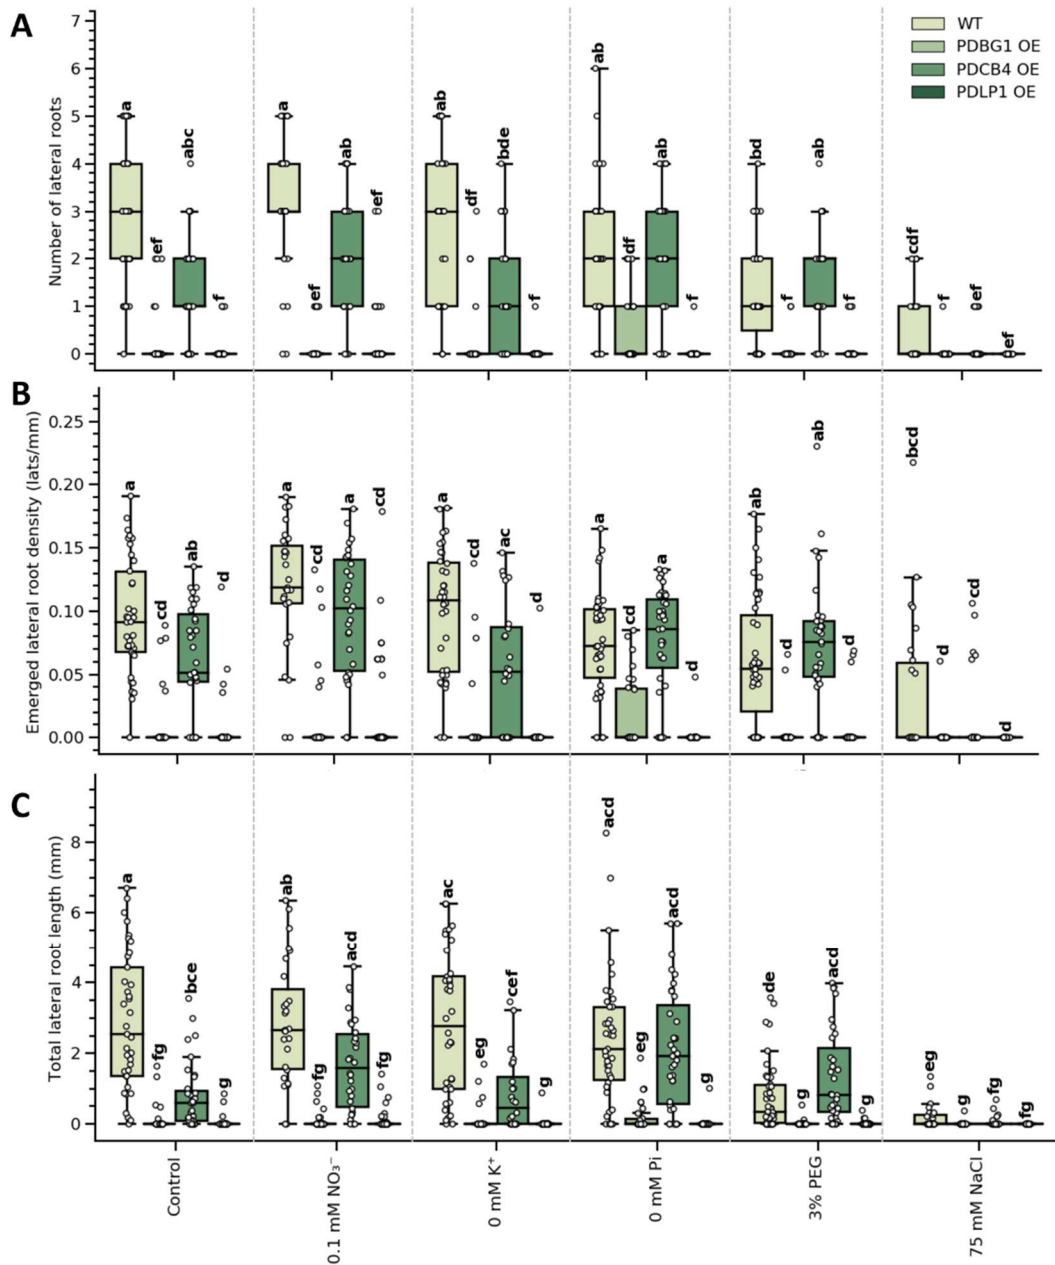 A
7
6
5
4
3
2
1
0
Number of lateral roots
WT
PDBG1 OE
PDCB4 OE
PDLP1 OE
a
ef
abc
f
a
ef
ab
ef
ab
df
bde
f
ab
df
ab
f
bd
f
ab
f
cdf
f
ef
ef
B
0.25
0.20
0.15
0.10
0.05
0.00
Emerged lateral root density (lats/mm)
a
cd
ab
d
a
cd
a
cd
a
cd
ac
d
a
cd
a
d
ab
d
ab
d
bcd
d
cd
d
C
8
6
4
2
0
Total lateral root length (mm)
a
fg
bce
g
ab
fg
acd
fg
ac
eg
cef
g
acd
eg
acd
g
de
g
acd
g
eg
g
fg
fg
Control
0.1 mM NO₃⁻
0 mM K⁺
0 mM Pi
3% PEG
75 mM NaCl